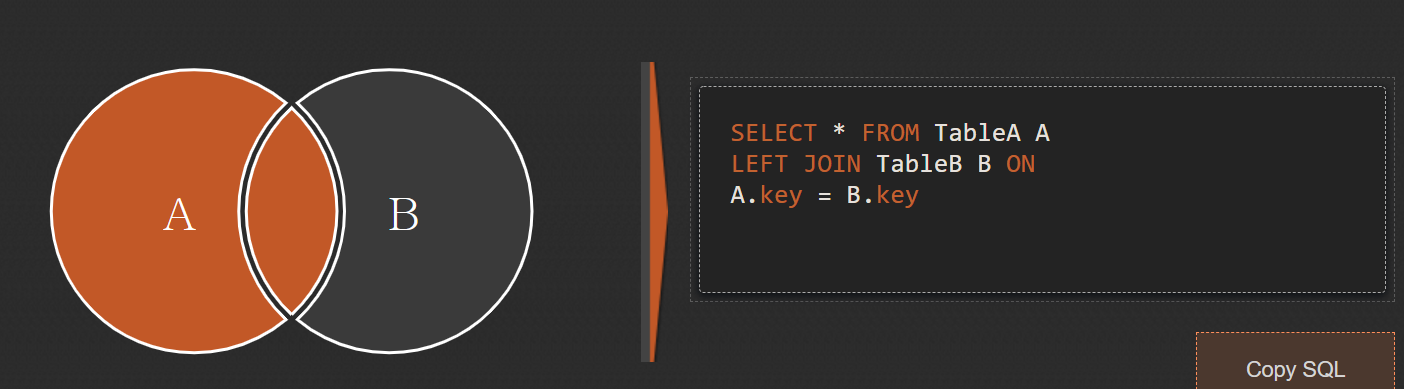 A
B
SELECT * FROM TableA A
LEFT JOIN TableB B ON
A.key = B.key
Copy SQL